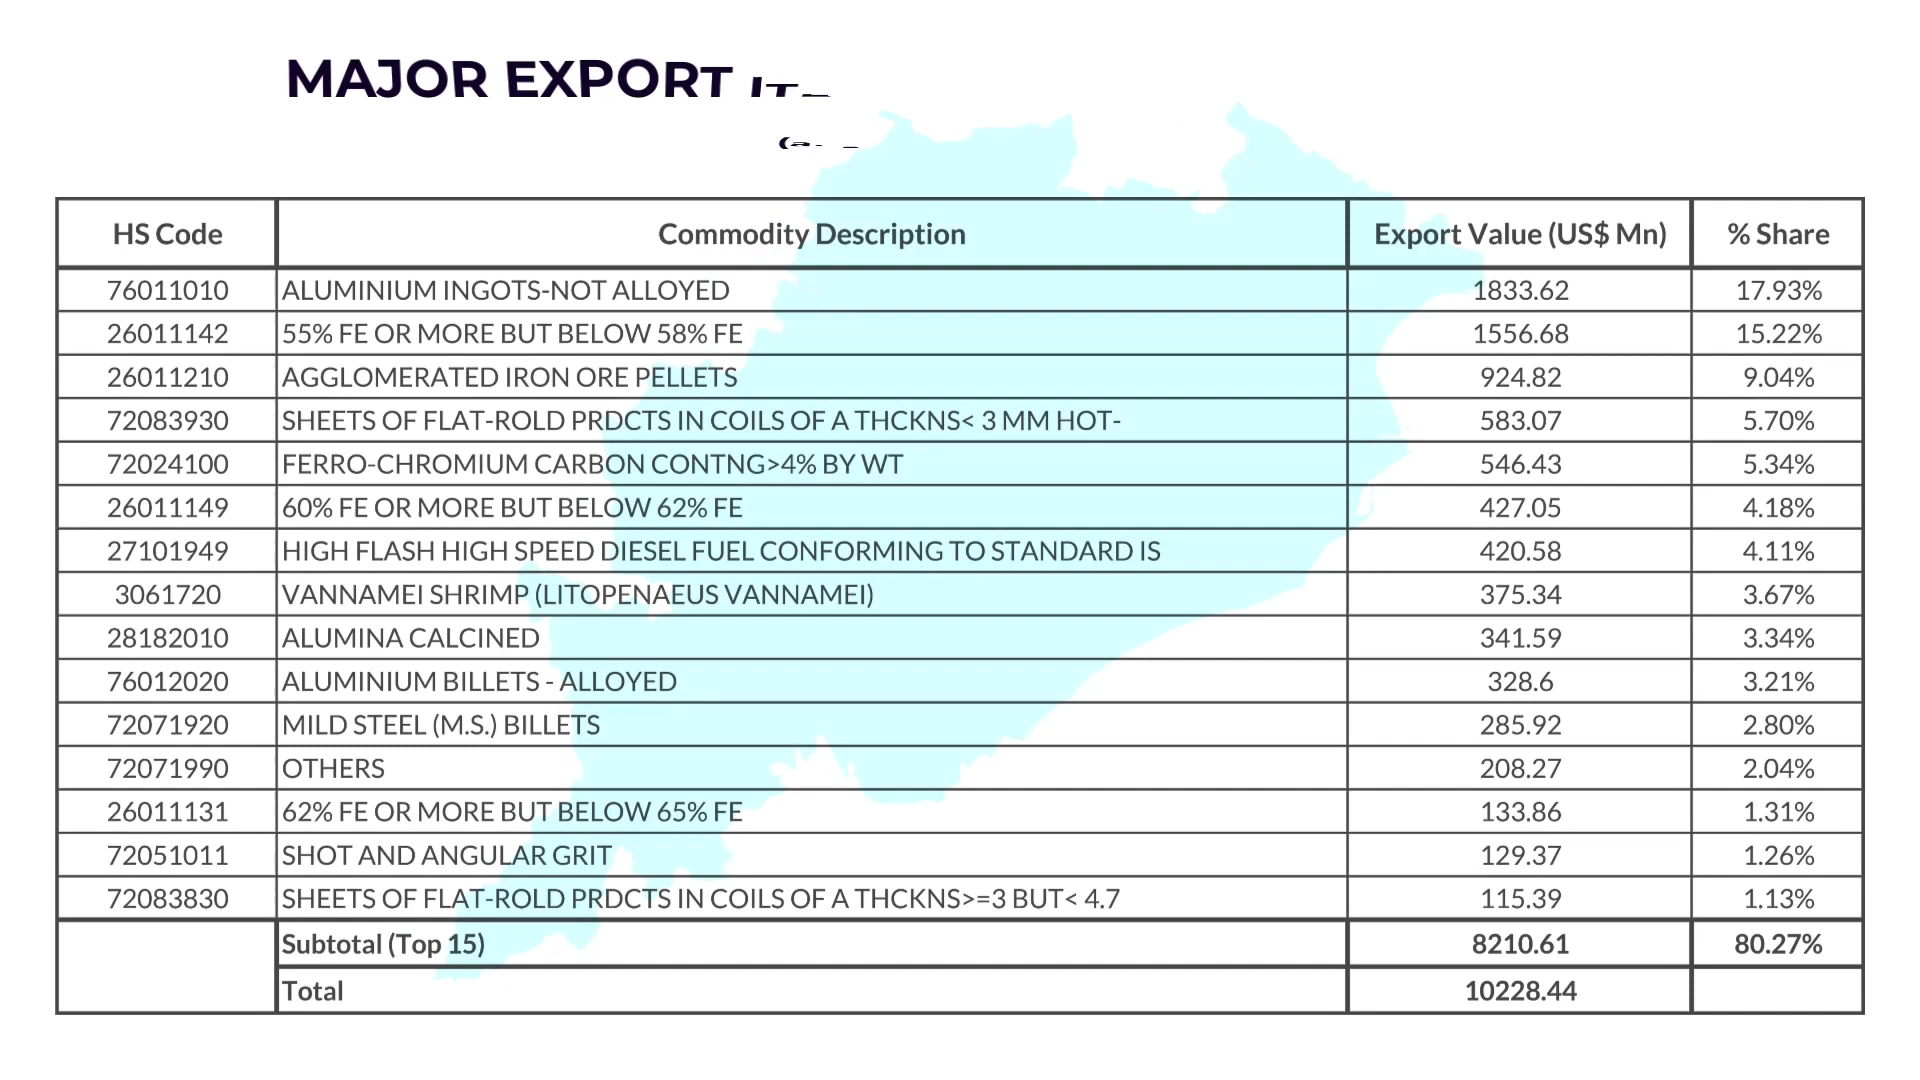 MAJOR EXPORT
HS Code Commodity Description Export Value (US$ Mn) % Share
76011010 ALUMINIUM INGOTS-NOT ALLOYED 1833.62 17.93%
26011142 55% FE OR MORE BUT BELOW 58% FE 1556.68 15.22%
26011210 AGGLOMERATED IRON ORE PELLETS 924.82 9.04%
72083930 SHEETS OF FLAT-ROLD PRDCTS IN COILS OF A THCKNS< 3 MM HOT- 583.07 5.70%
72024100 FERRO-CHROMIUM CARBON CONTNG>4% BY WT 546.43 5.34%
26011149 60% FE OR MORE BUT BELOW 62% FE 427.05 4.18%
27101949 HIGH FLASH HIGH SPEED DIESEL FUEL CONFORMING TO STANDARD IS 420.58 4.11%
3061720 VANNAMEI SHRIMP (LITOPENAEUS VANNAMEI) 375.34 3.67%
28182010 ALUMINA CALCINED 341.59 3.34%
76012020 ALUMINIUM BILLETS - ALLOYED 328.6 3.21%
72071920 MILD STEEL (M.S.) BILLETS 285.92 2.80%
72071990 OTHERS 208.27 2.04%
26011131 62% FE OR MORE BUT BELOW 65% FE 133.86 1.31%
72051011 SHOT AND ANGULAR GRIT 129.37 1.26%
72083830 SHEETS OF FLAT-ROLD PRDCTS IN COILS OF A THCKNS>=3 BUT< 4.7 115.39 1.13%
Subtotal (Top 15) 8210.61 80.27%
Total 10228.44